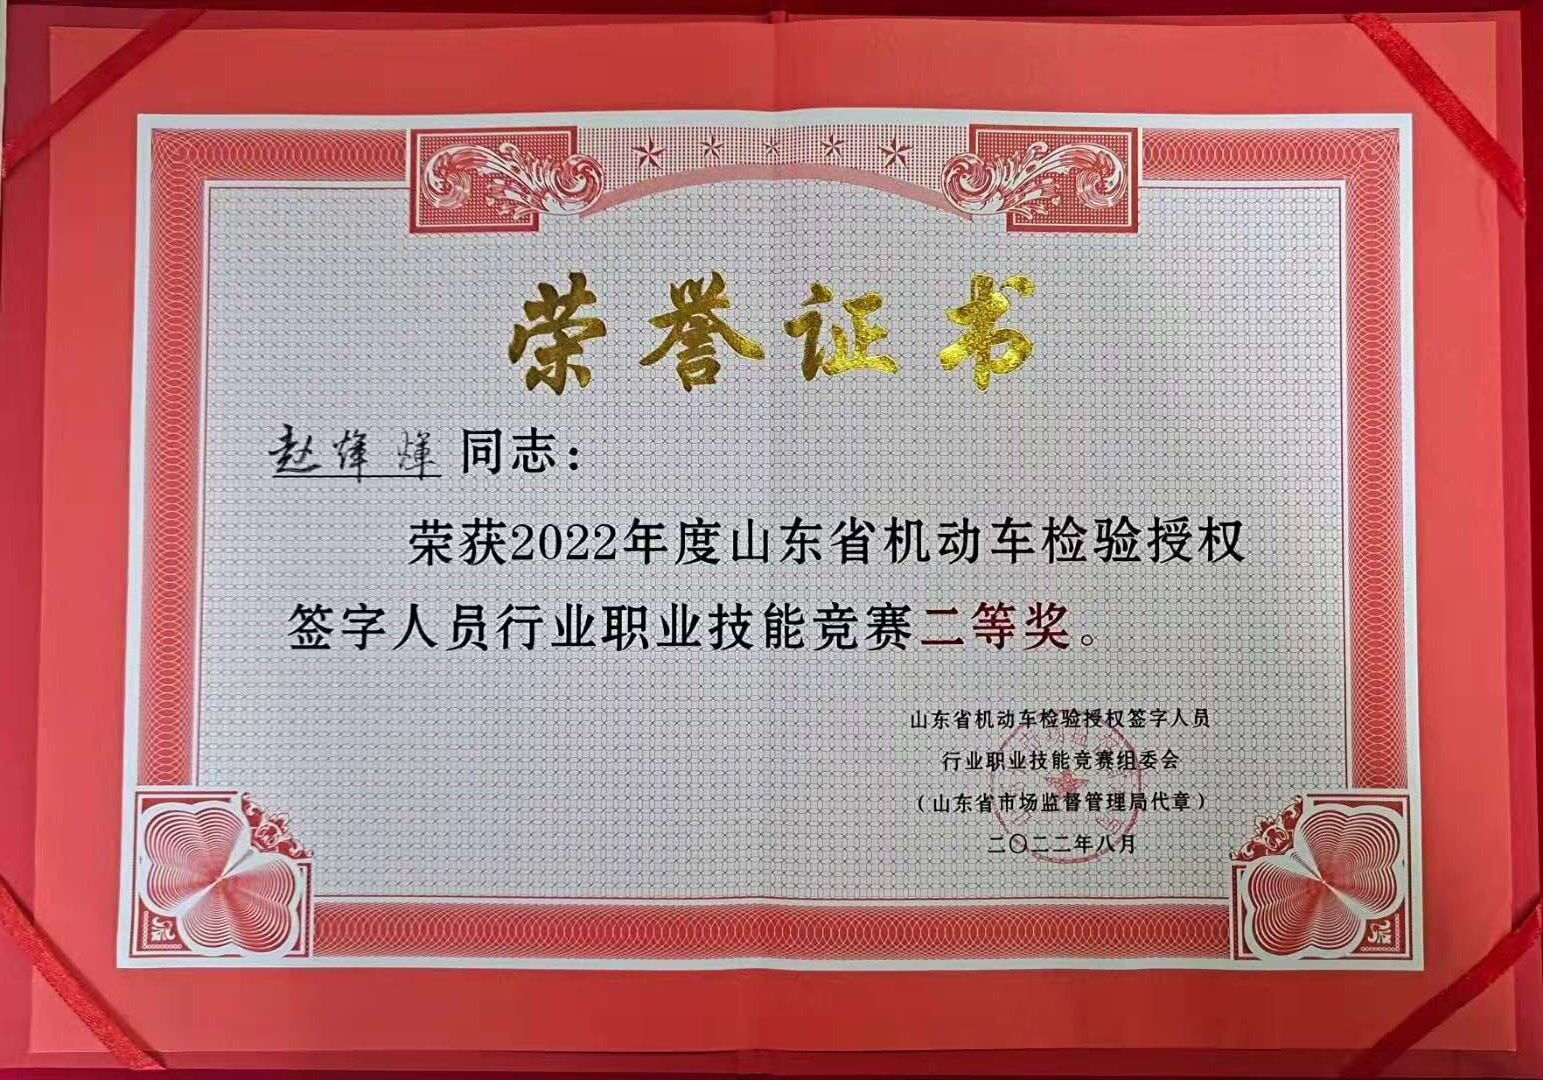 荣誉证书
赵烽煇 同志：
荣获2022年度山东省机动车检验授权
签字人员行业职业技能竞赛二等奖。
山东省机动车检验授权签字人员
行业职业技能竞赛组委会
（山东省市场监督管理局代章）
二〇二二年八月